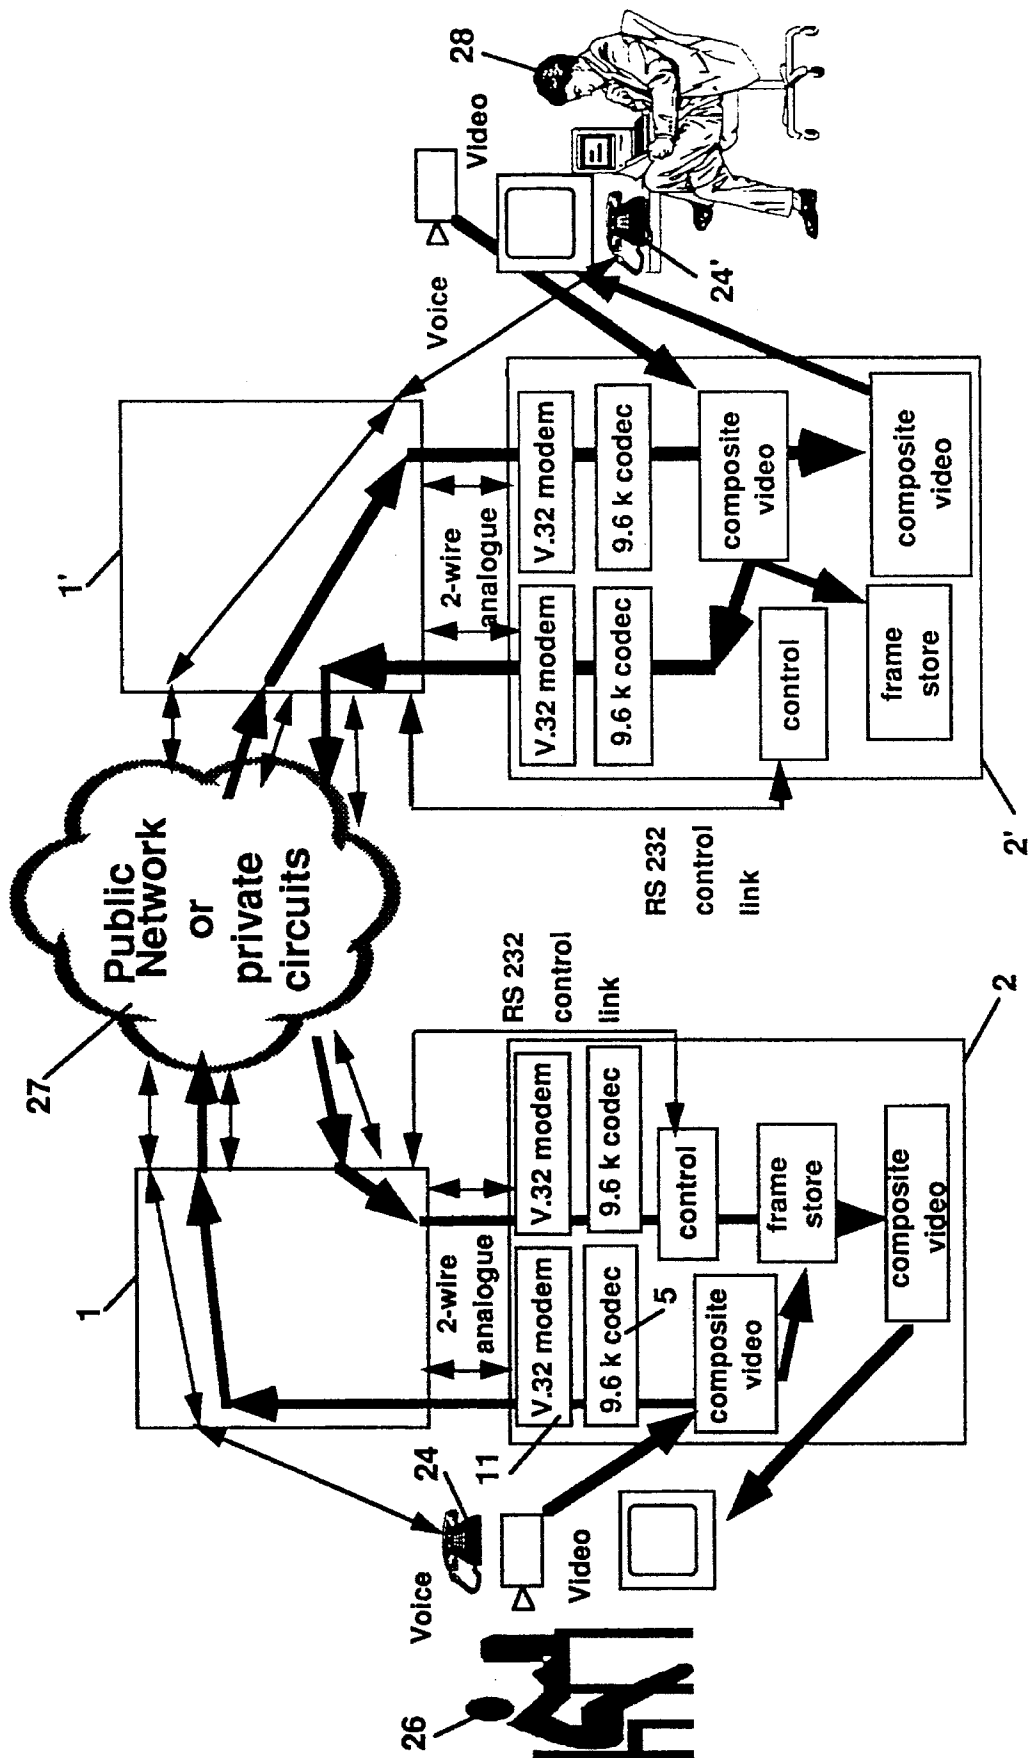 27
Public
Network
or
private
circuits
1
1'
Voice
Video
28
24'
Voice
24
Video
26
2-wire
analogue
11
V.32 modem
V.32 modem
9.6 k codec
9.6 k codec
5
composite
video
control
frame
store
composite
video
RS 232
control
link
2
RS 232
control
link
2-wire
analogue
V.32 modem
V.32 modem
9.6 k codec
9.6 k codec
composite
video
control
frame
store
composite
video
2'